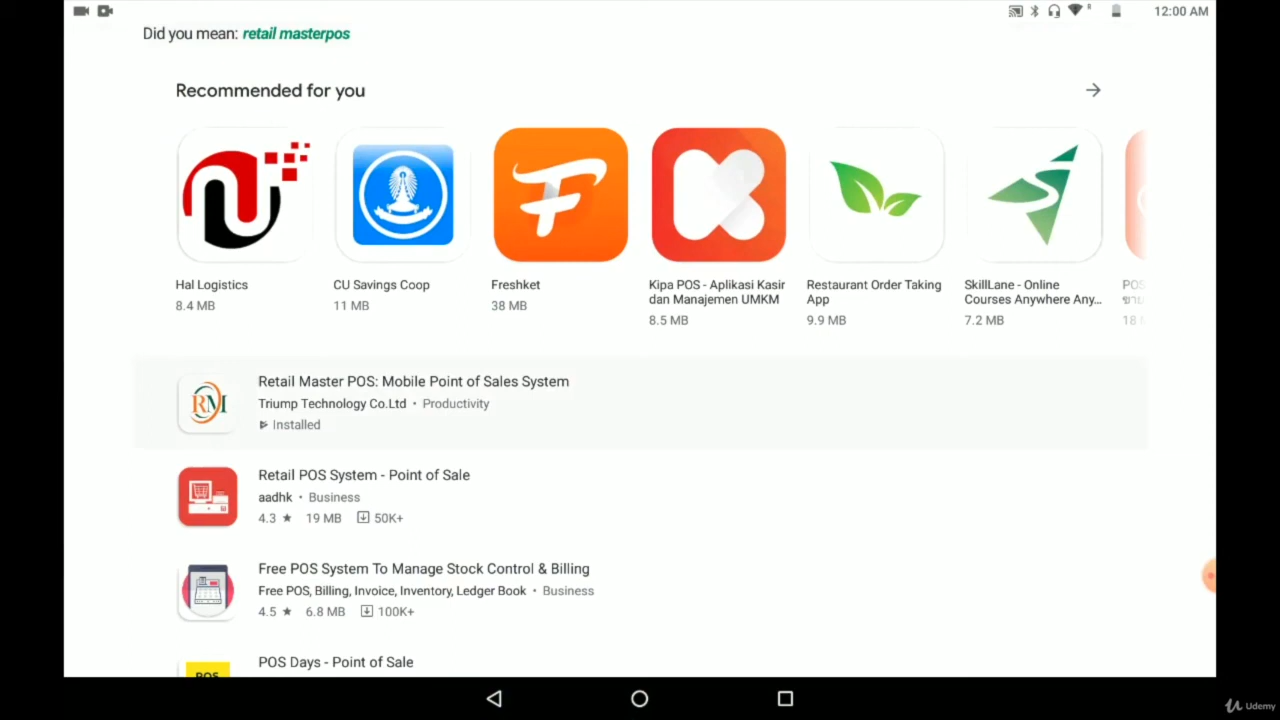 12:00 AM
Did you mean: retail masterpos
Recommended for you
Hal Logistics
8.4 MB
CU Savings Coop
11 MB
Freshket
38 MB
Kipa POS - Aplikasi Kasir
dan Manajemen UMKM
8.5 MB
Restaurant Order Taking
App
9.9 MB
SkillLane - Online
Courses Anywhere Any...
7.2 MB
POS
18
RM
Retail Master POS: Mobile Point of Sales System
Triump Technology Co.Ltd • Productivity
Installed
Retail POS System - Point of Sale
aadhk • Business
4.3 ★ 19 MB 50K+
Free POS System To Manage Stock Control & Billing
Free POS, Billing, Invoice, Inventory, Ledger Book • Business
4.5 ★ 6.8 MB 100K+
POS
POS Days - Point of Sale
Udemy